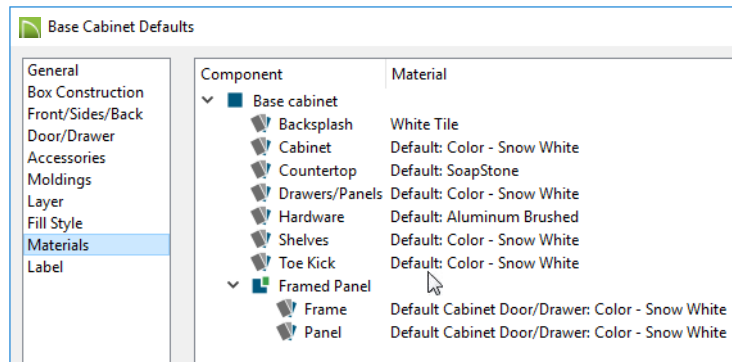 Base Cabinet Defaults
General
Box Construction
Front/Sides/Back
Door/Drawer
Accessories
Moldings
Layer
Fill Style
Materials
Label
Component Material
Base cabinet
Backsplash White Tile
Cabinet Default: Color - Snow White
Countertop Default: SoapStone
Drawers/Panels Default: Color - Snow White
Hardware Default: Aluminum Brushed
Shelves Default: Color - Snow White
Toe Kick Default: Color - Snow White
Framed Panel
Frame Default Cabinet Door/Drawer: Color - Snow White
Panel Default Cabinet Door/Drawer: Color - Snow White